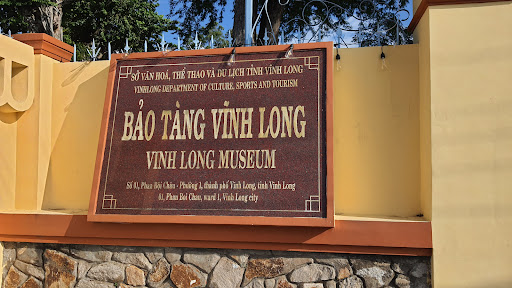 SỞ VĂN HOÁ, THỂ THAO VÀ DU LỊCH TỈNH VĨNH LONG
VINHLONG DEPARTMENT OF CULTURE, SPORTS AND TOURISM
BẢO TÀNG VĨNH LONG
VINH LONG MUSEUM
Số 01, Phan Bội Châu - Phường 1, thành phố Vĩnh Long, tỉnh Vĩnh Long
01, Phan Boi Chau, ward 1, Vinh Long city